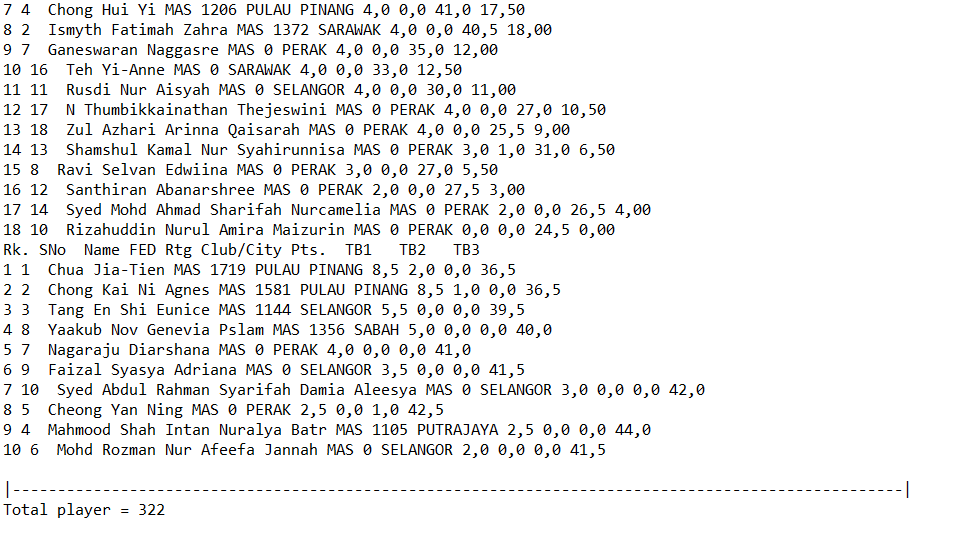 7 4  Chong Hui Yi MAS 1206 PULAU PINANG 4,0 0,0 41,0 17,50
8 2  Ismyth Fatimah Zahra MAS 1372 SARAWAK 4,0 0,0 40,5 18,00
9 7  Ganeswaran Naggasre MAS 0 PERAK 4,0 0,0 35,0 12,00
10 16  Teh Yi-Anne MAS 0 SARAWAK 4,0 0,0 33,0 12,50
11 11  Rusdi Nur Aisyah MAS 0 SELANGOR 4,0 0,0 30,0 11,00
12 17  N Thumbikkainathan Thejeswini MAS 0 PERAK 4,0 0,0 27,0 10,50
13 18  Zul Azhari Arinna Qaisarah MAS 0 PERAK 4,0 0,0 25,5 9,00
14 13  Shamshul Kamal Nur Syahirunnisa MAS 0 PERAK 3,0 1,0 31,0 6,50
15 8  Ravi Selvan Edwiina MAS 0 PERAK 3,0 0,0 27,0 5,50
16 12  Santhiran Abanarshree MAS 0 PERAK 2,0 0,0 27,5 3,00
17 14  Syed Mohd Ahmad Sharifah Nurcamelia MAS 0 PERAK 2,0 0,0 26,5 4,00
18 10  Rizahuddin Nurul Amira Maizurin MAS 0 PERAK 0,0 0,0 24,5 0,00
Rk. SNo  Name FED Rtg Club/City Pts.  TB1   TB2   TB3
1 1  Chua Jia-Tien MAS 1719 PULAU PINANG 8,5 2,0 0,0 36,5
2 2  Chong Kai Ni Agnes MAS 1581 PULAU PINANG 8,5 1,0 0,0 36,5
3 3  Tang En Shi Eunice MAS 1144 SELANGOR 5,5 0,0 0,0 39,5
4 8  Yaakub Nov Genevia Pslam MAS 1356 SABAH 5,0 0,0 0,0 40,0
5 7  Nagaraju Diarshana MAS 0 PERAK 4,0 0,0 0,0 41,0
6 9  Faizal Syasya Adriana MAS 0 SELANGOR 3,5 0,0 0,0 41,5
7 10  Syed Abdul Rahman Syarifah Damia Aleesya MAS 0 SELANGOR 3,0 0,0 0,0 42,0
8 5  Cheong Yan Ning MAS 0 PERAK 2,5 0,0 1,0 42,5
9 4  Mahmood Shah Intan Nuralya Batr MAS 1105 PUTRAJAYA 2,5 0,0 0,0 44,0
10 6  Mohd Rozman Nur Afeefa Jannah MAS 0 SELANGOR 2,0 0,0 0,0 41,5
|---------------------------------------------------------------------------------------------------|
Total player = 322